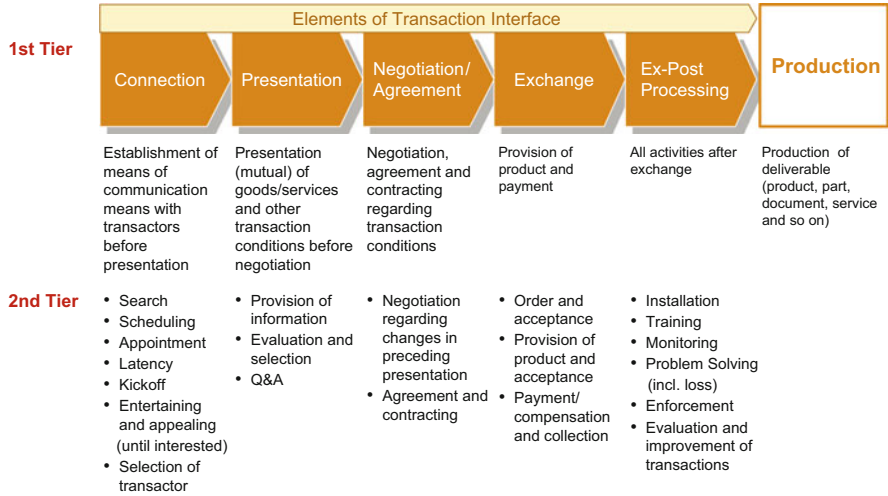 Elements of Transaction Interface
1st Tier
Connection
Presentation
Negotiation/
Agreement
Exchange
Ex-Post
Processing
Production
Establishment of
means of
communication
means with
transactors
before
presentation
Presentation
(mutual) of
goods/services
and other
transaction
conditions before
negotiation
Negotiation,
agreement and
contracting
regarding
transaction
conditions
Provision of
product and
payment
All activities after
exchange
Production of
deliverable
(product, part,
document, service
and so on)
2nd Tier
• Search
• Scheduling
• Appointment
• Latency
• Kickoff
• Entertaining
and appealing
(until interested)
• Selection of
transactor
• Provision of
information
• Evaluation and
selection
• Q&A
• Negotiation
regarding
changes in
preceding
presentation
• Agreement and
contracting
• Order and
acceptance
• Provision of
product and
acceptance
• Payment/
compensation
and collection
• Installation
• Training
• Monitoring
• Problem Solving
(incl. loss)
• Enforcement
• Evaluation and
improvement of
transactions